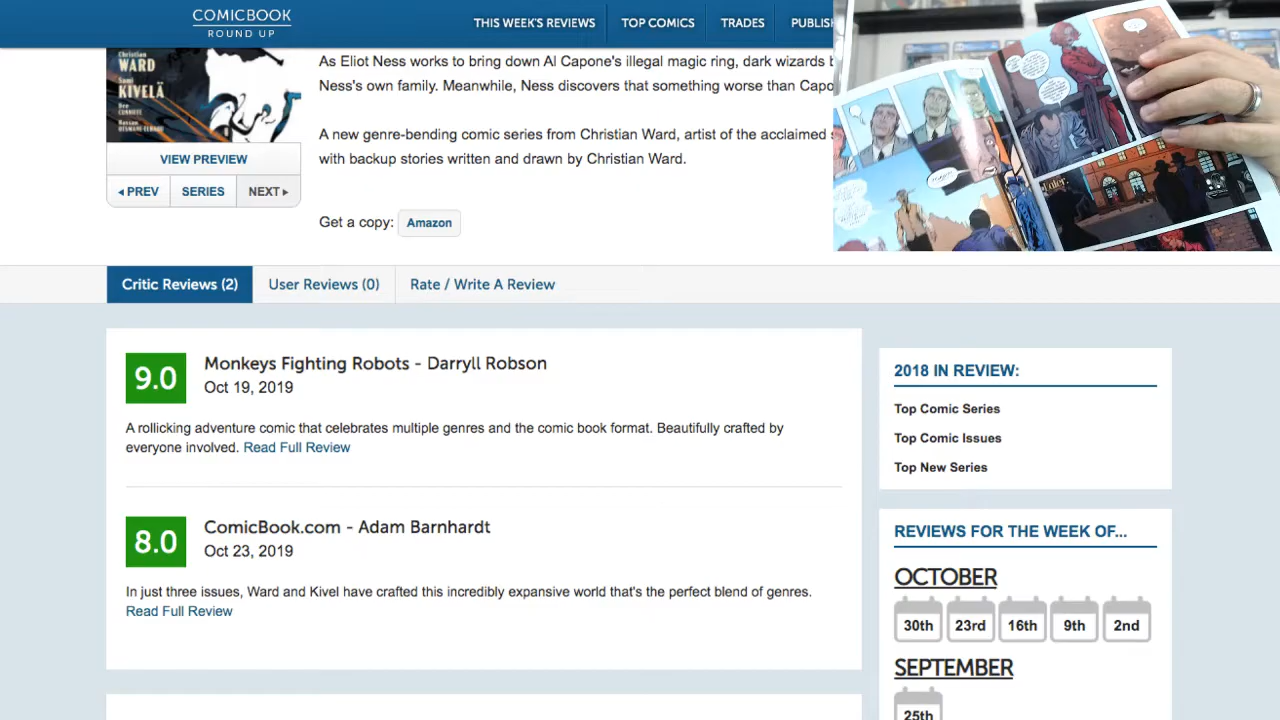 COMICBOOK
ROUND UP
THIS WEEK'S REVIEWS
TOP COMICS
TRADES
Christian
WARD
Sami
KIVELÄ
Dee
CUNNIFFE
Hassan
OTSMANE-ELHAOU
VIEW PREVIEW
PREV
SERIES
NEXT
As Eliot Ness works to bring down Al Capone's illegal magic ring, dark wizards
Ness's own family. Meanwhile, Ness discovers that something worse than Capo
A new genre-bending comic series from Christian Ward, artist of the acclaimed
with backup stories written and drawn by Christian Ward.
Get a copy: Amazon
Critic Reviews (2)
User Reviews (0)
Rate / Write A Review
9.0
Monkeys Fighting Robots - Darryll Robson
Oct 19, 2019
A rollicking adventure comic that celebrates multiple genres and the comic book format. Beautifully crafted by
everyone involved. Read Full Review
8.0
ComicBook.com - Adam Barnhardt
Oct 23, 2019
In just three issues, Ward and Kivel have crafted this incredibly expansive world that's the perfect blend of genres.
Read Full Review
2018 IN REVIEW:
Top Comic Series
Top Comic Issues
Top New Series
REVIEWS FOR THE WEEK OF...
OCTOBER
30th
23rd
16th
9th
2nd
SEPTEMBER
25th